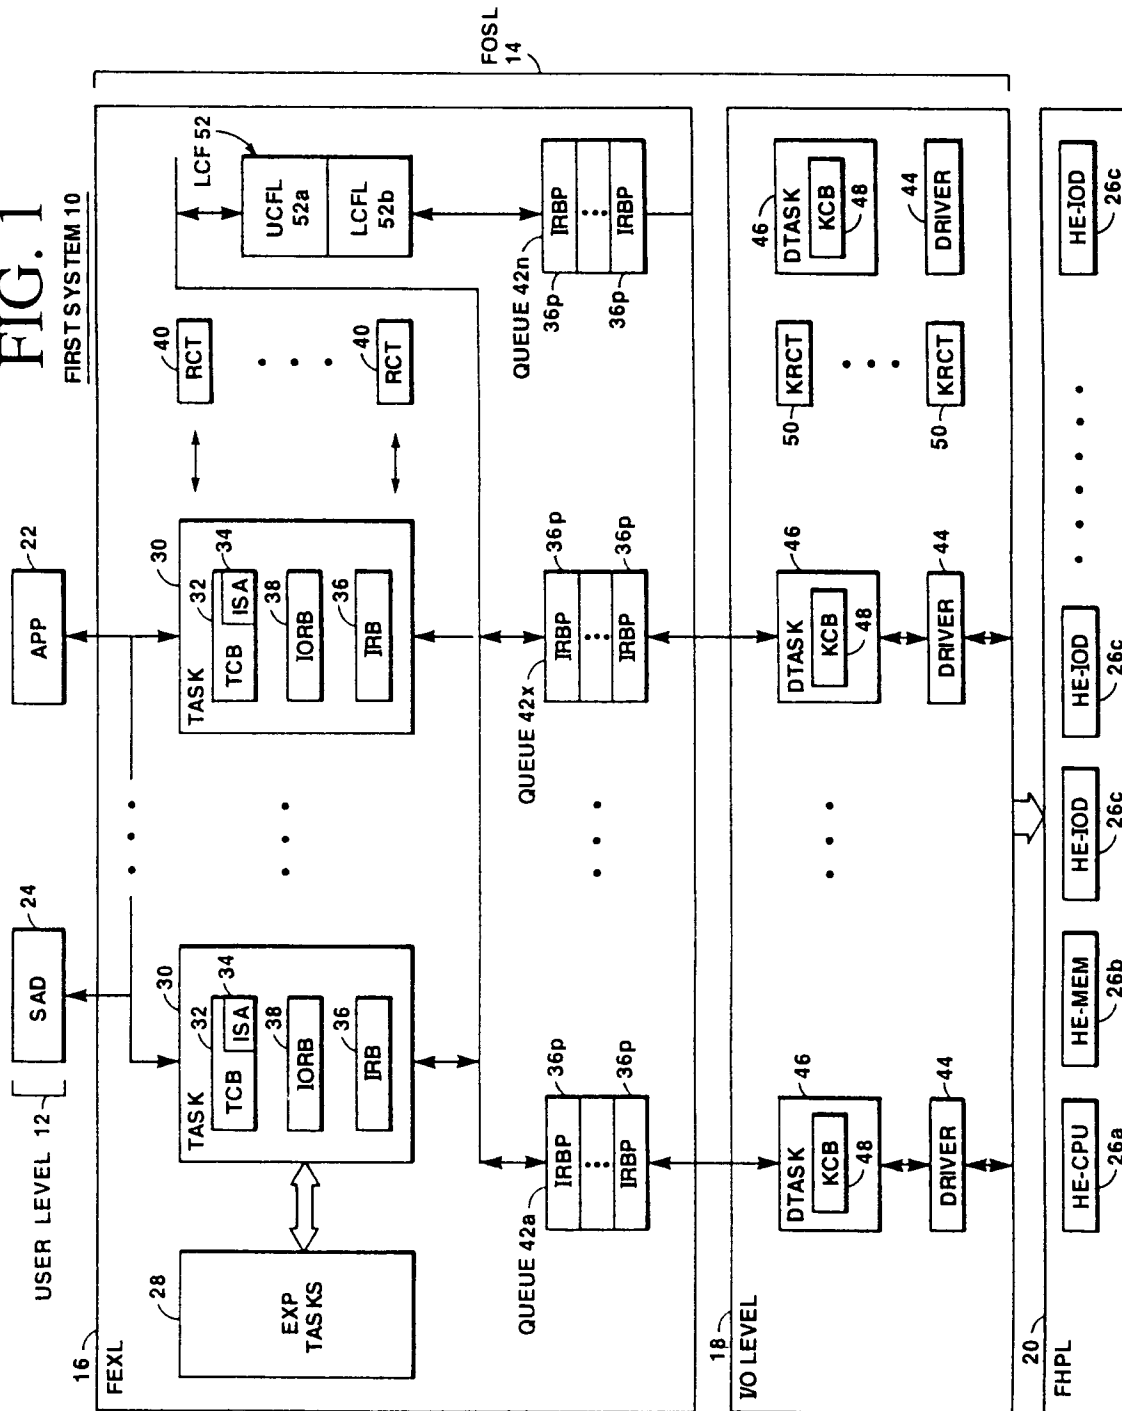 FIG. 1
FIRST SYSTEM 10
USER LEVEL 12
SAD
24
APP
22
FOSL
14
16
FEXL
28
EXP
TASKS
TASK
30
32
TCB
34
ISA
38
IORB
36
IRB
TASK
30
32
TCB
34
ISA
38
IORB
36
IRB
40
RCT
40
RCT
LCF 52
UCFL
52a
LCFL
52b
QUEUE 42a
IRBP
36p
IRBP
36p
QUEUE 42x
IRBP
36p
IRBP
36p
QUEUE 42n
IRBP
36p
IRBP
36p
18
I/O LEVEL
DTASK
46
KCB
48
DRIVER
44
DTASK
46
KCB
48
DRIVER
44
KRCT
50
KRCT
50
DTASK
46
KCB
48
DRIVER
44
20
FHPL
HE-CPU
26a
HE-MEM
26b
HE-IOD
26c
HE-IOD
26c
HE-IOD
26c